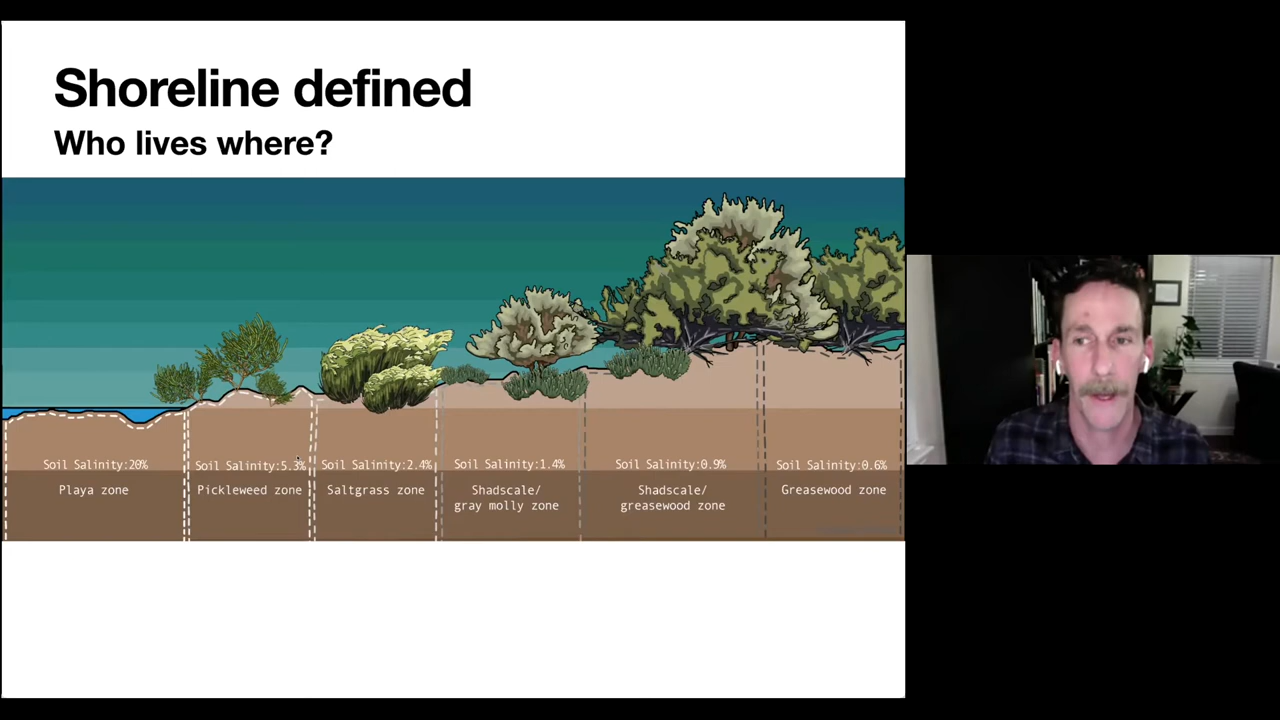 Shoreline defined
Who lives where?
Soil Salinity:20%
Playa zone
Soil Salinity:5.3%
Pickleweed zone
Soil Salinity:2.4%
Saltgrass zone
Soil Salinity:1.4%
Shadscale/
gray molly zone
Soil Salinity:0.9%
Shadscale/
greasewood zone
Soil Salinity:0.6%
Greasewood zone